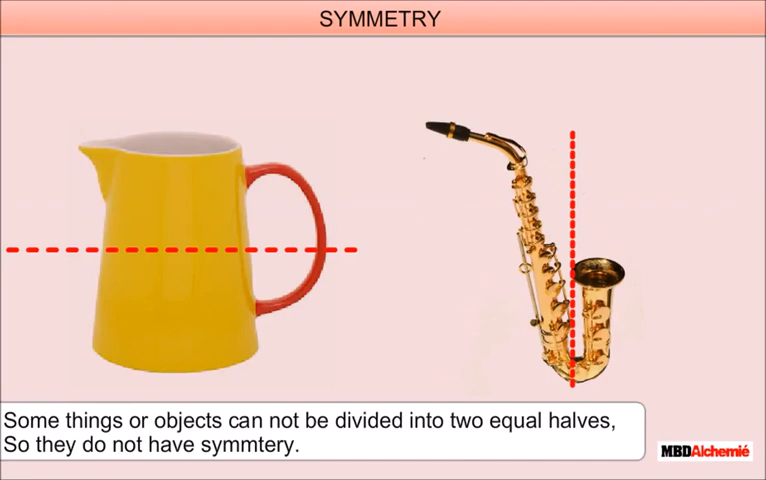 SYMMETRY
Some things or objects can not be divided into two equal halves,
So they do not have symmtery.
MBDAlchemié